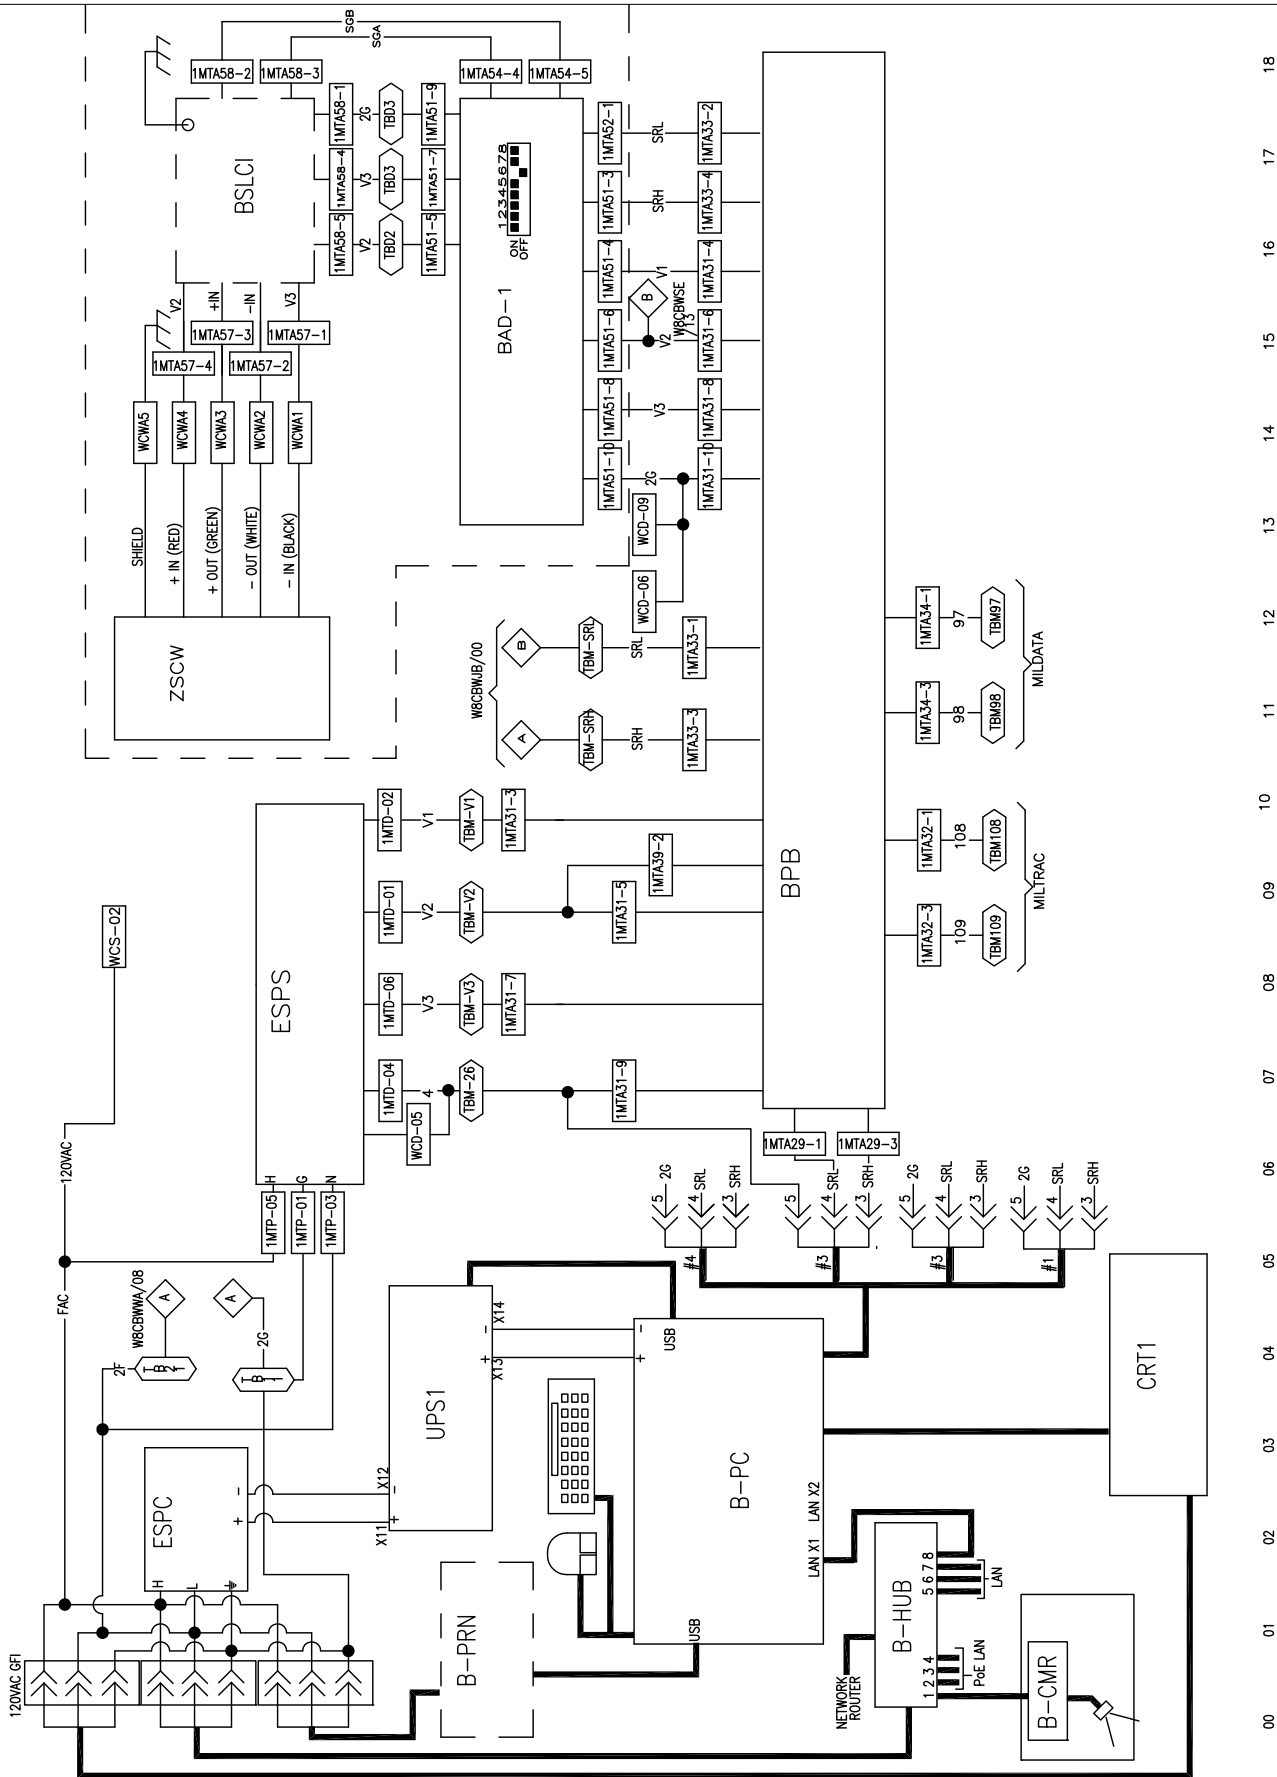 120VAC GFI
FAC
120VAC
WCS-02
2F
W8CBWWA/08
A
A
2G
TB2
TB1
ESPC
H
L
+
-
X11
X12
+
-
UPS1
X13
X14
+
-
1MTP-05
H
1MTP-01
G
1MTP-03
N
ESPS
1MTD-04
1MTD-06
1MTD-01
1MTD-02
WCD-05
4
V3
V2
V1
TBM-26
TBM-V3
TBM-V2
TBM-V1
1MTA31-9
1MTA31-7
1MTA31-5
1MTA39-2
1MTA31-3
ZSCW
SHIELD
+ IN (RED)
+ OUT (GREEN)
- OUT (WHITE)
- IN (BLACK)
WCWA5
WCWA4
WCWA3
WCWA2
WCWA1
1MTA57-4
1MTA57-3
1MTA57-2
1MTA57-1
V2
+IN
-IN
V3
BSLCI
1MTA58-2
1MTA58-3
SGB
SGA
1MTA54-4
1MTA54-5
1MTA58-5
1MTA58-4
1MTA58-1
V2
V3
2G
TBD2
TBD3
TBD3
1MTA51-5
1MTA51-7
1MTA51-9
BAD-1
12345678
ON
OFF
1MTA51-10
1MTA51-8
1MTA51-6
1MTA51-4
1MTA51-3
1MTA52-1
2G
V3
V2
V1
SRH
SRL
B
W8CBWSE
/13
WCD-09
WCD-06
1MTA31-10
1MTA31-8
1MTA31-6
1MTA31-4
1MTA33-4
1MTA33-2
W8CBWJB/00
A
B
TBM-SRH
TBM-SRL
SRH
SRL
1MTA33-3
1MTA33-1
BPB
1MTA29-1
1MTA29-3
1MTA32-3
1MTA32-1
109
108
TBM109
TBM108
MILTRAC
1MTA34-3
1MTA34-1
98
97
TBM98
TBM97
MILDATA
5 2G
4 SRL
3 SRH
#4
5
4 SRL
3 SRH
#3
5 2G
4 SRL
3 SRH
#3
5 2G
4 SRL
3 SRH
#1
B-PC
USB
+
-
USB
LAN X1
LAN X2
CRT1
B-PRN
B-HUB
NETWORK
ROUTER
1 2 3 4
5 6 7 8
PoE LAN
LAN
B-CMR
00
01
02
03
04
05
06
07
08
09
10
11
12
13
14
15
16
17
18